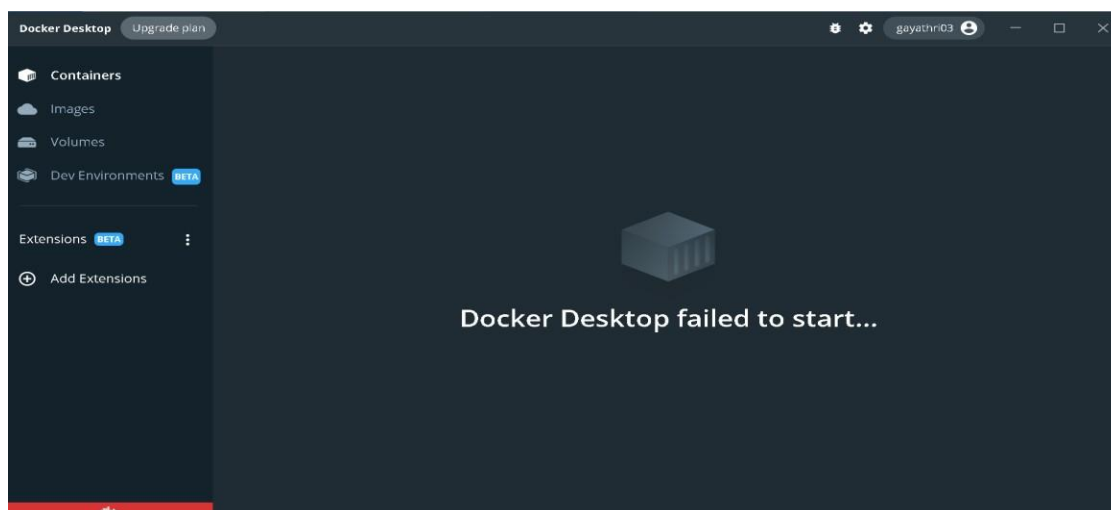 Docker Desktop Upgrade plan gayathri03
Containers
Images
Volumes
Dev Environments BETA
Extensions BETA
Add Extensions
Docker Desktop failed to start...